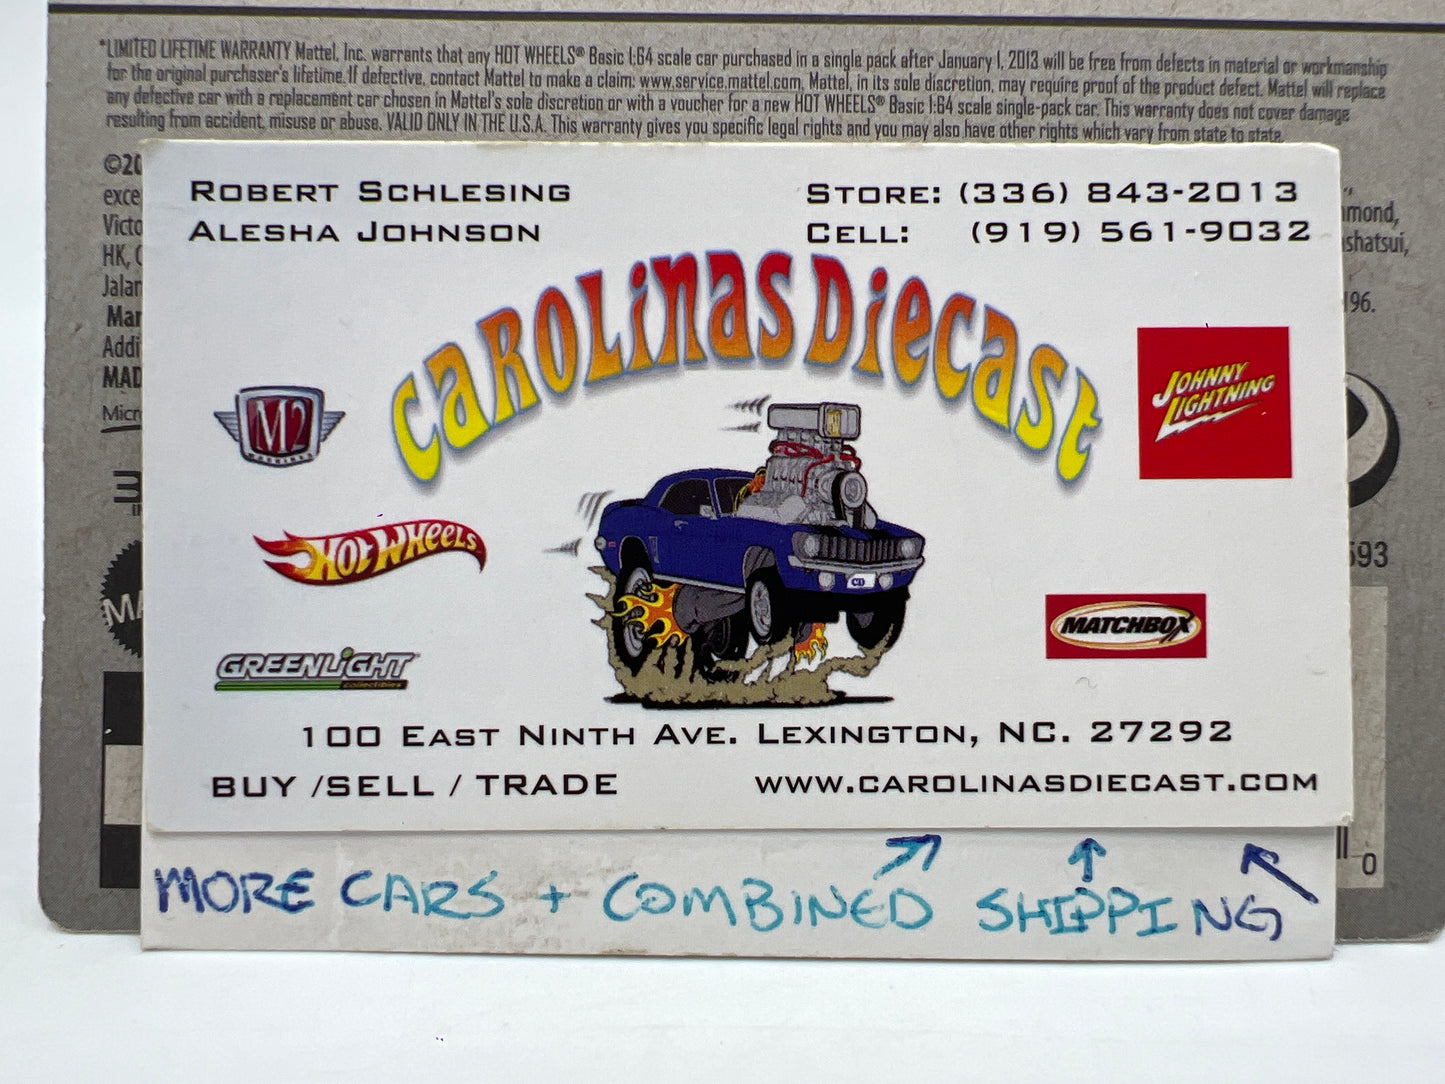 *LIMITED LIFETIME WARRANTY Mattel, Inc. warrants that any HOT WHEELS® Basic 1:64 scale car purchased in a single pack after January 1, 2013 will be free from defects in material or workmanship
for the original purchaser's lifetime. If defective, contact Mattel to make a claim: www.service.mattel.com. Mattel, in its sole discretion, may require proof of the product defect. Mattel will replace
any defective car with a replacement car chosen in Mattel's sole discretion or with a voucher for a new HOT WHEELS® Basic 1:64 scale single-pack car. This warranty does not cover damage
resulting from accident, misuse or abuse. VALID ONLY IN THE U.S.A. This warranty gives you specific legal rights and you may also have other rights which vary from state to state.
ROBERT SCHLESING
ALESHA JOHNSON
STORE: (336) 843-2013
CELL: (919) 561-9032
CAROLINAS DIECAST
M2
MACHINES
JOHNNY
LIGHTNING
HOT WHEELS
CD
MATCHBOX
GREENLIGHT
collectibles
100 EAST NINTH AVE. LEXINGTON, NC. 27292
BUY /SELL / TRADE
WWW.CAROLINASDIECAST.COM
MORE CARS + COMBINED SHIPPING
0